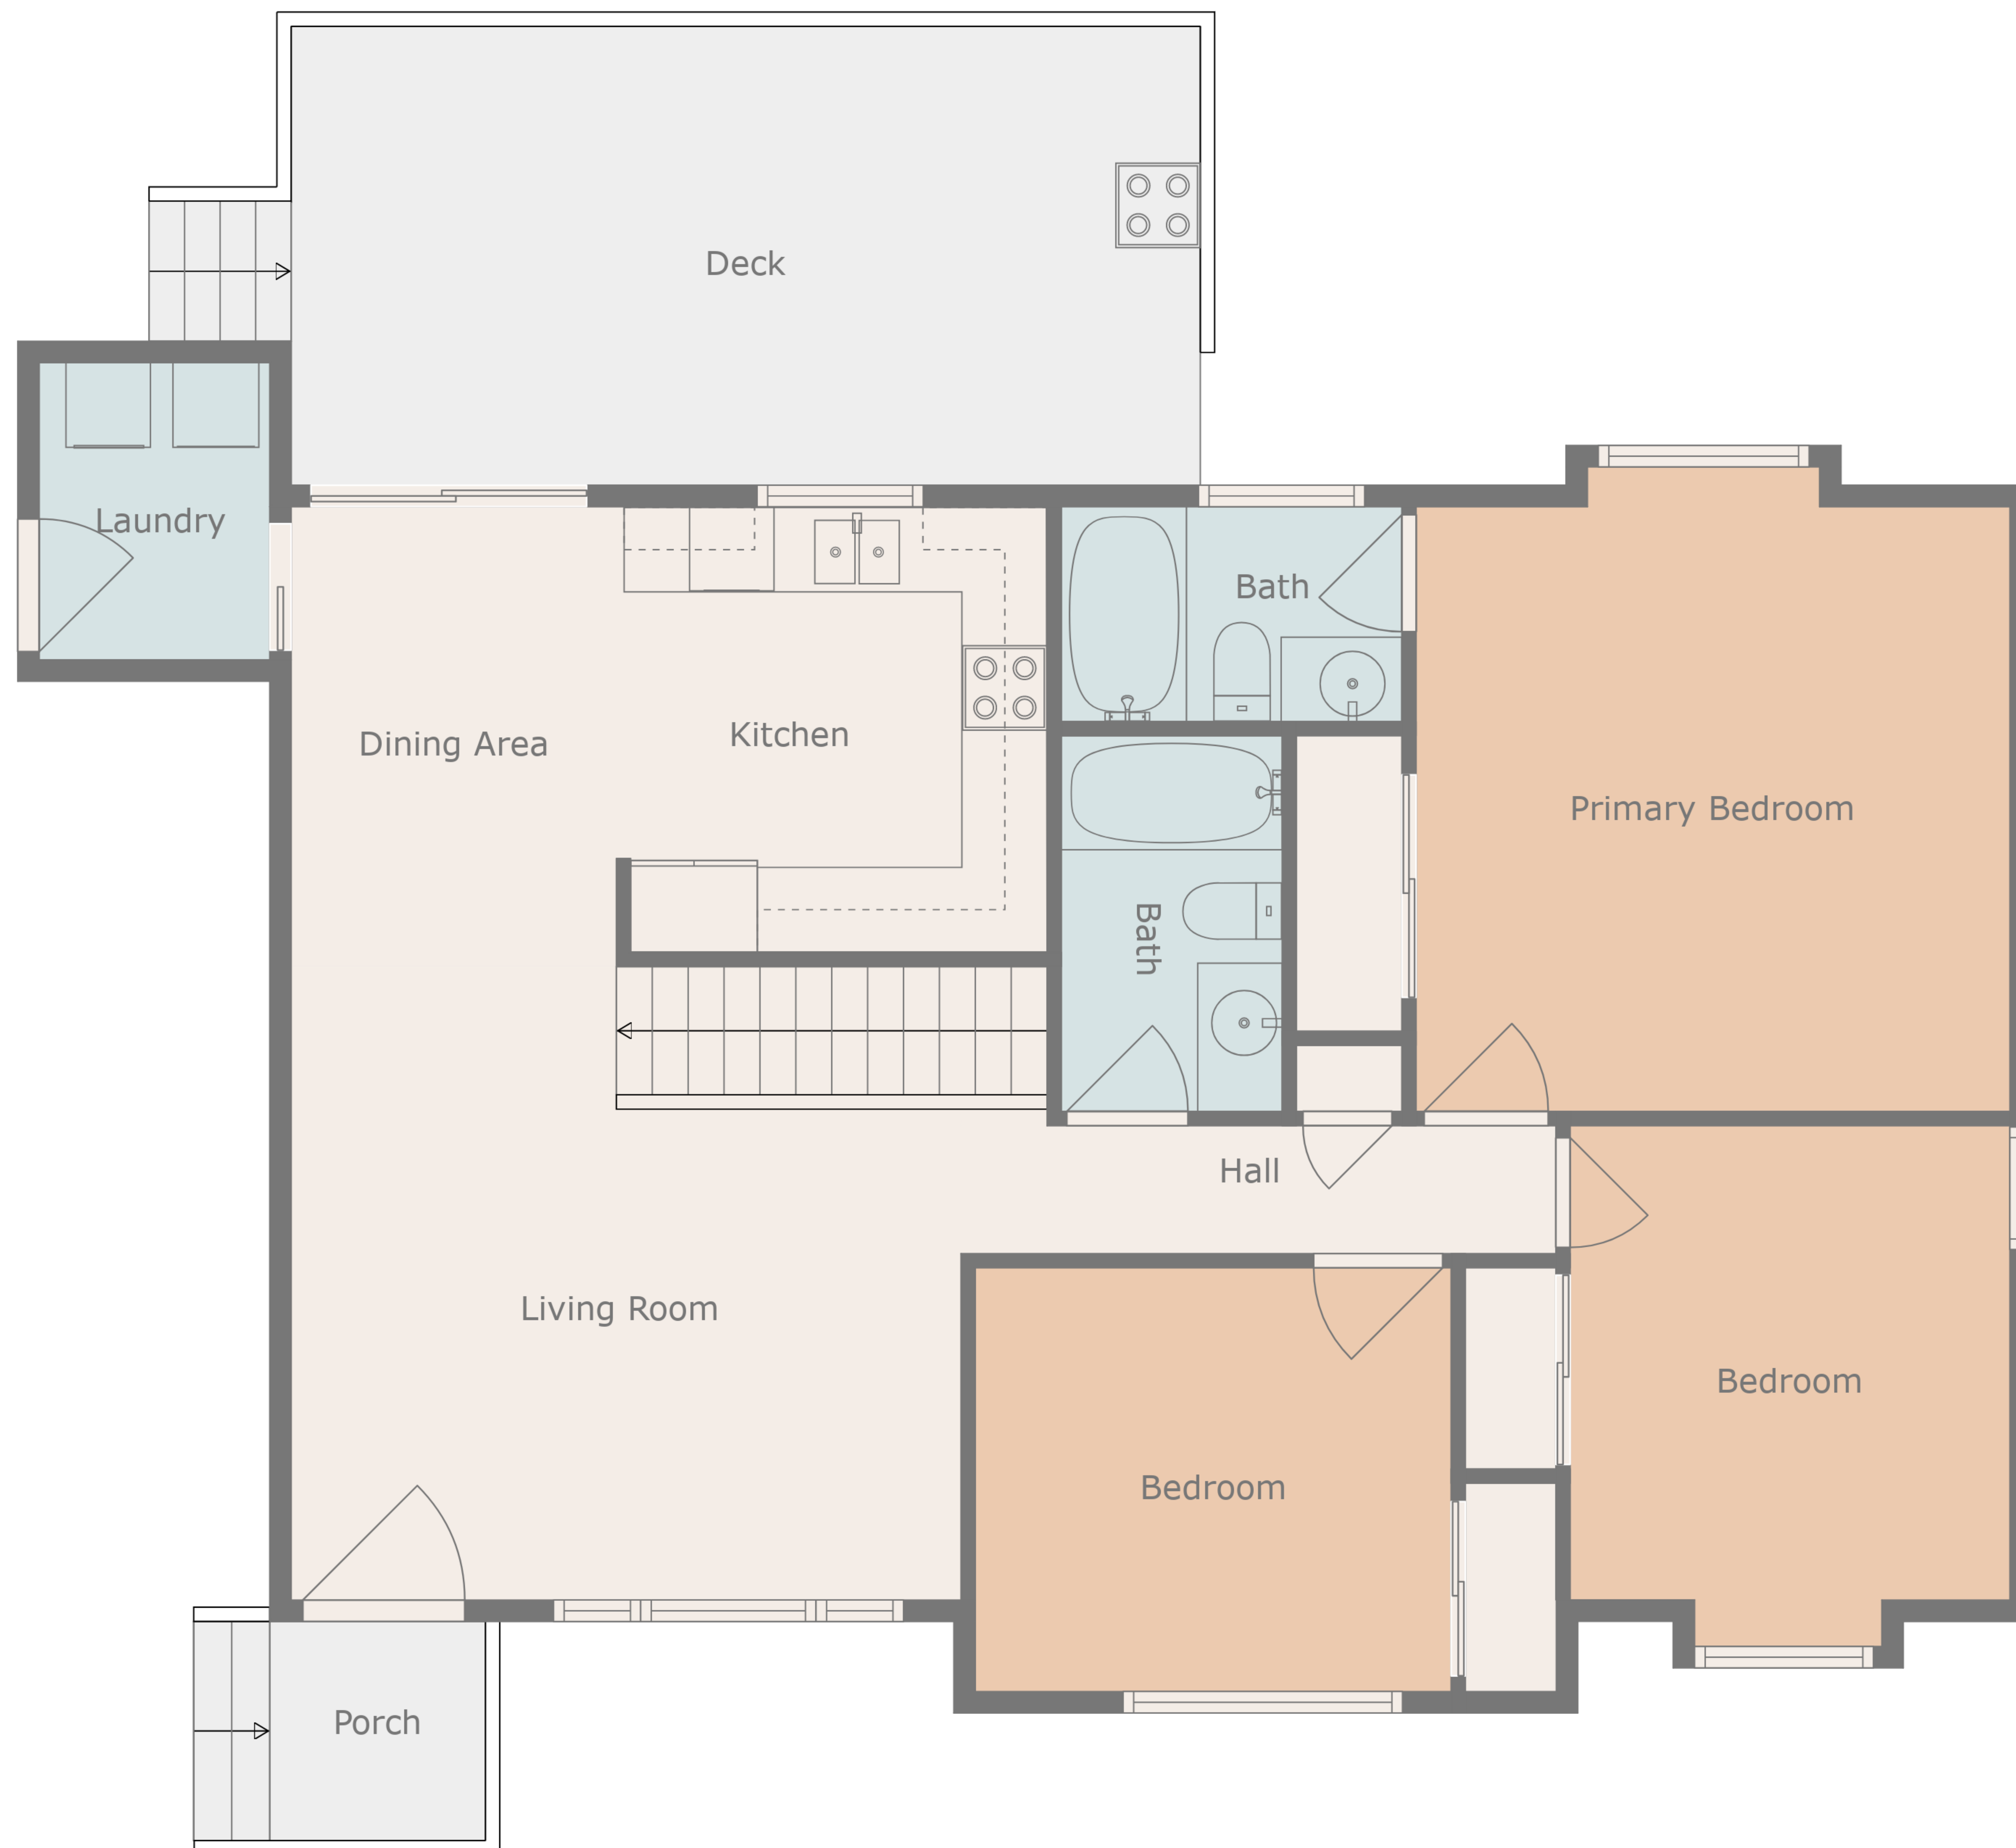 Deck
Laundry
Bath
Dining Area
Kitchen
Primary Bedroom
Bath
Hall
Living Room
Bedroom
Bedroom
Porch